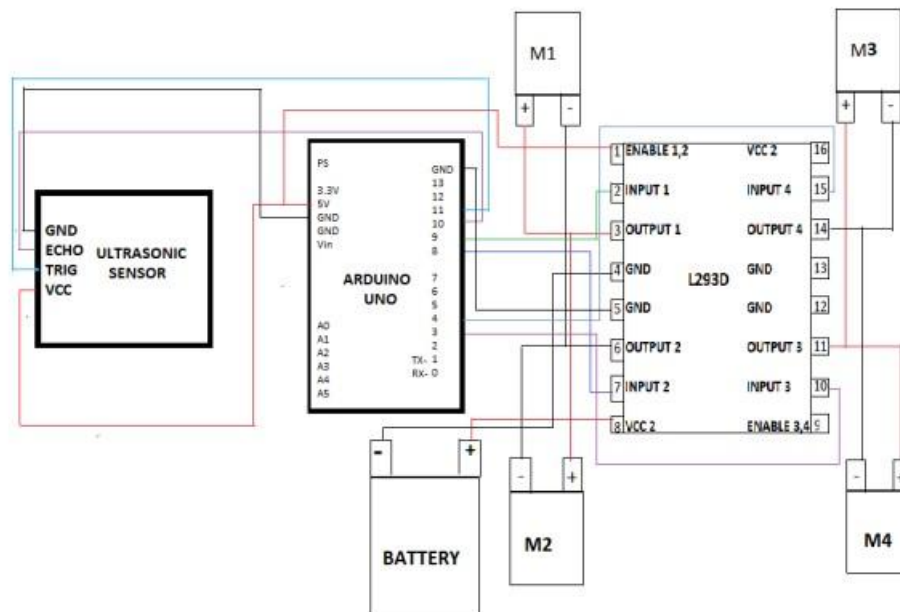 M1
+ -
M3
+ -
GND
ECHO
TRIG
VCC
ULTRASONIC
SENSOR
PS
3.3V
5V
GND
GND
Vin
A0
A1
A2
A3
A4
A5
ARDUINO
UNO
GND
13
12
11
10
9
8
7
6
5
4
3
2
TX- 1
Rx- 0
1 ENABLE 1,2
2 INPUT 1
3 OUTPUT 1
4 GND
5 GND
6 OUTPUT 2
7 INPUT 2
8 VCC 2
L293D
VCC 2 16
INPUT 4 15
OUTPUT 4 14
GND 13
GND 12
OUTPUT 3 11
INPUT 3 10
ENABLE 3,4 9
- +
BATTERY
- +
M2
- +
M4